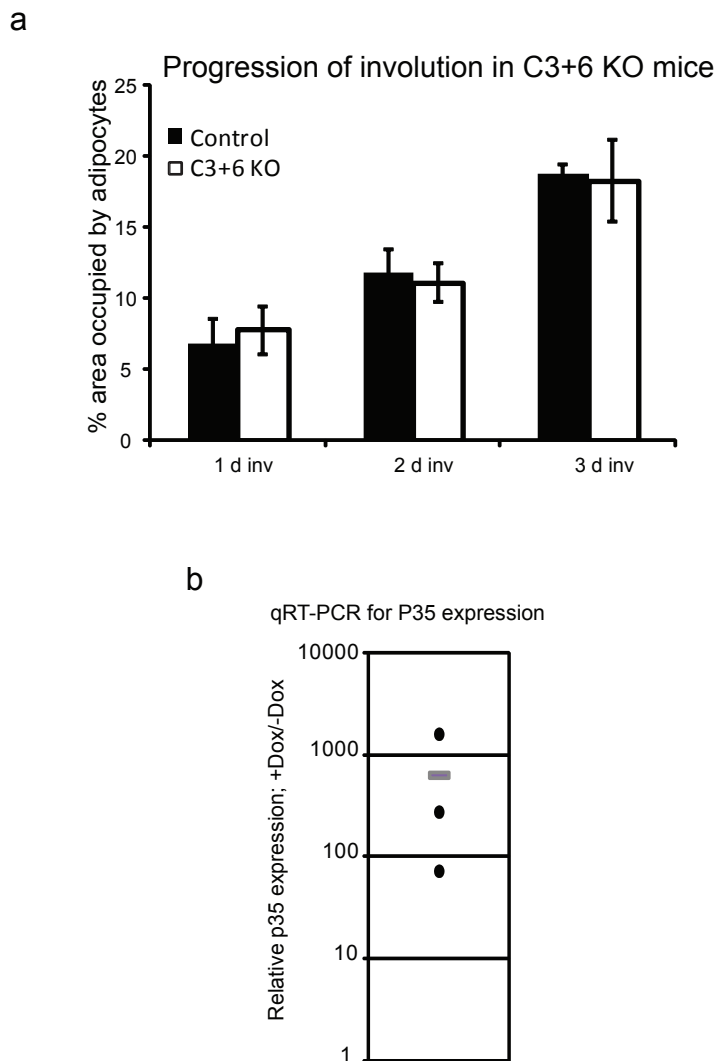 a
Progression of involution in C3+6 KO mice
% area occupied by adipocytes
25
20
15
10
5
0
Control
C3+6 KO
1 d inv
2 d inv
3 d inv
b
qRT-PCR for P35 expression
Relative p35 expression; +Dox/-Dox
10000
1000
100
10
1